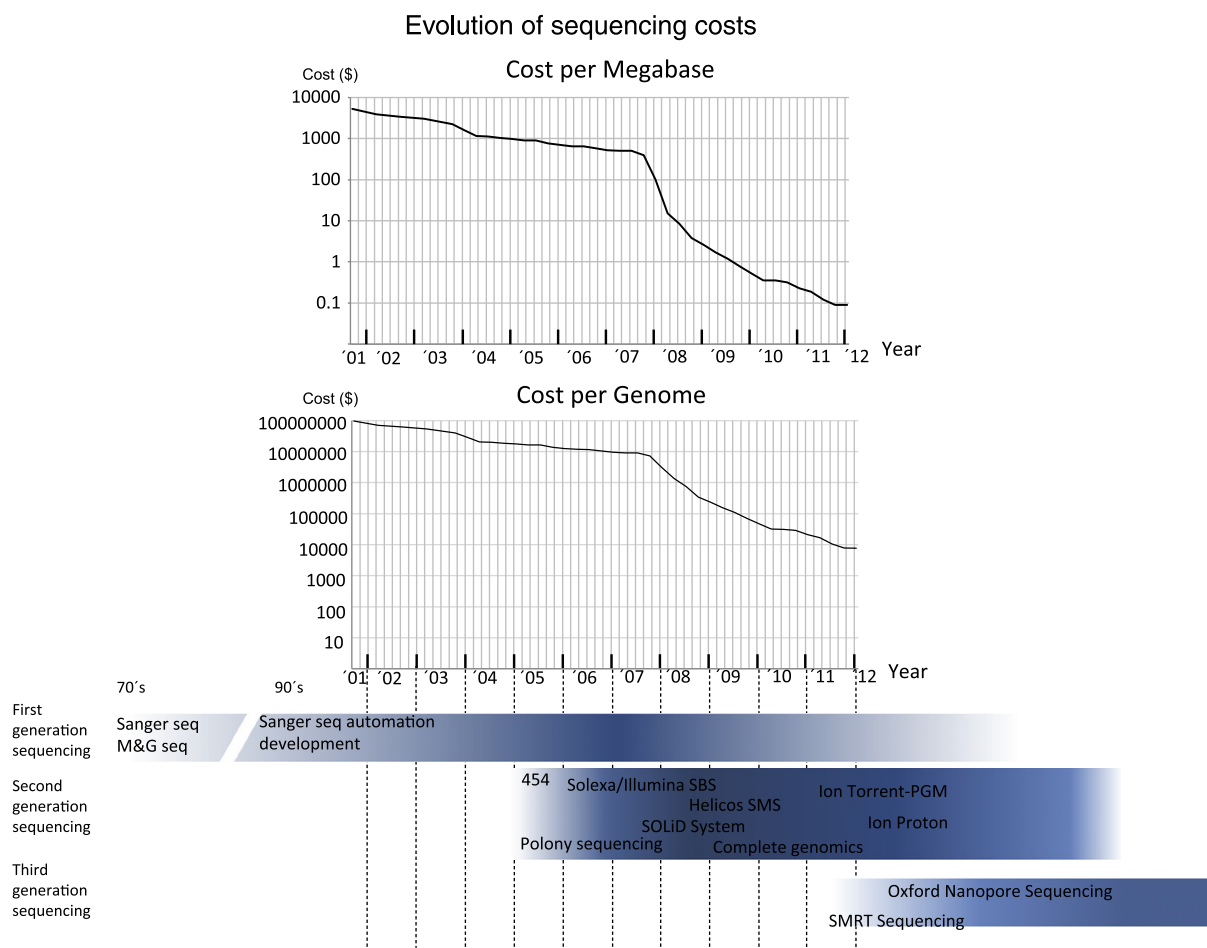 Evolution of sequencing costs
Cost per Megabase
Cost ($)
10000
1000
100
10
1
0.1
´01 ´02 ´03 ´04 ´05 ´06 ´07 ´08 ´09 ´10 ´11 ´12 Year
Cost per Genome
Cost ($)
100000000
10000000
1000000
100000
10000
1000
100
10
´01 ´02 ´03 ´04 ´05 ´06 ´07 ´08 ´09 ´10 ´11 ´12 Year
70´s 90´s
First
generation
sequencing
Sanger seq
M&G seq
Sanger seq automation
development
Second
generation
sequencing
454
Solexa/Illumina SBS
Ion Torrent-PGM
Helicos SMS
SOLiD System
Ion Proton
Polony sequencing
Complete genomics
Third
generation
sequencing
Oxford Nanopore Sequencing
SMRT Sequencing